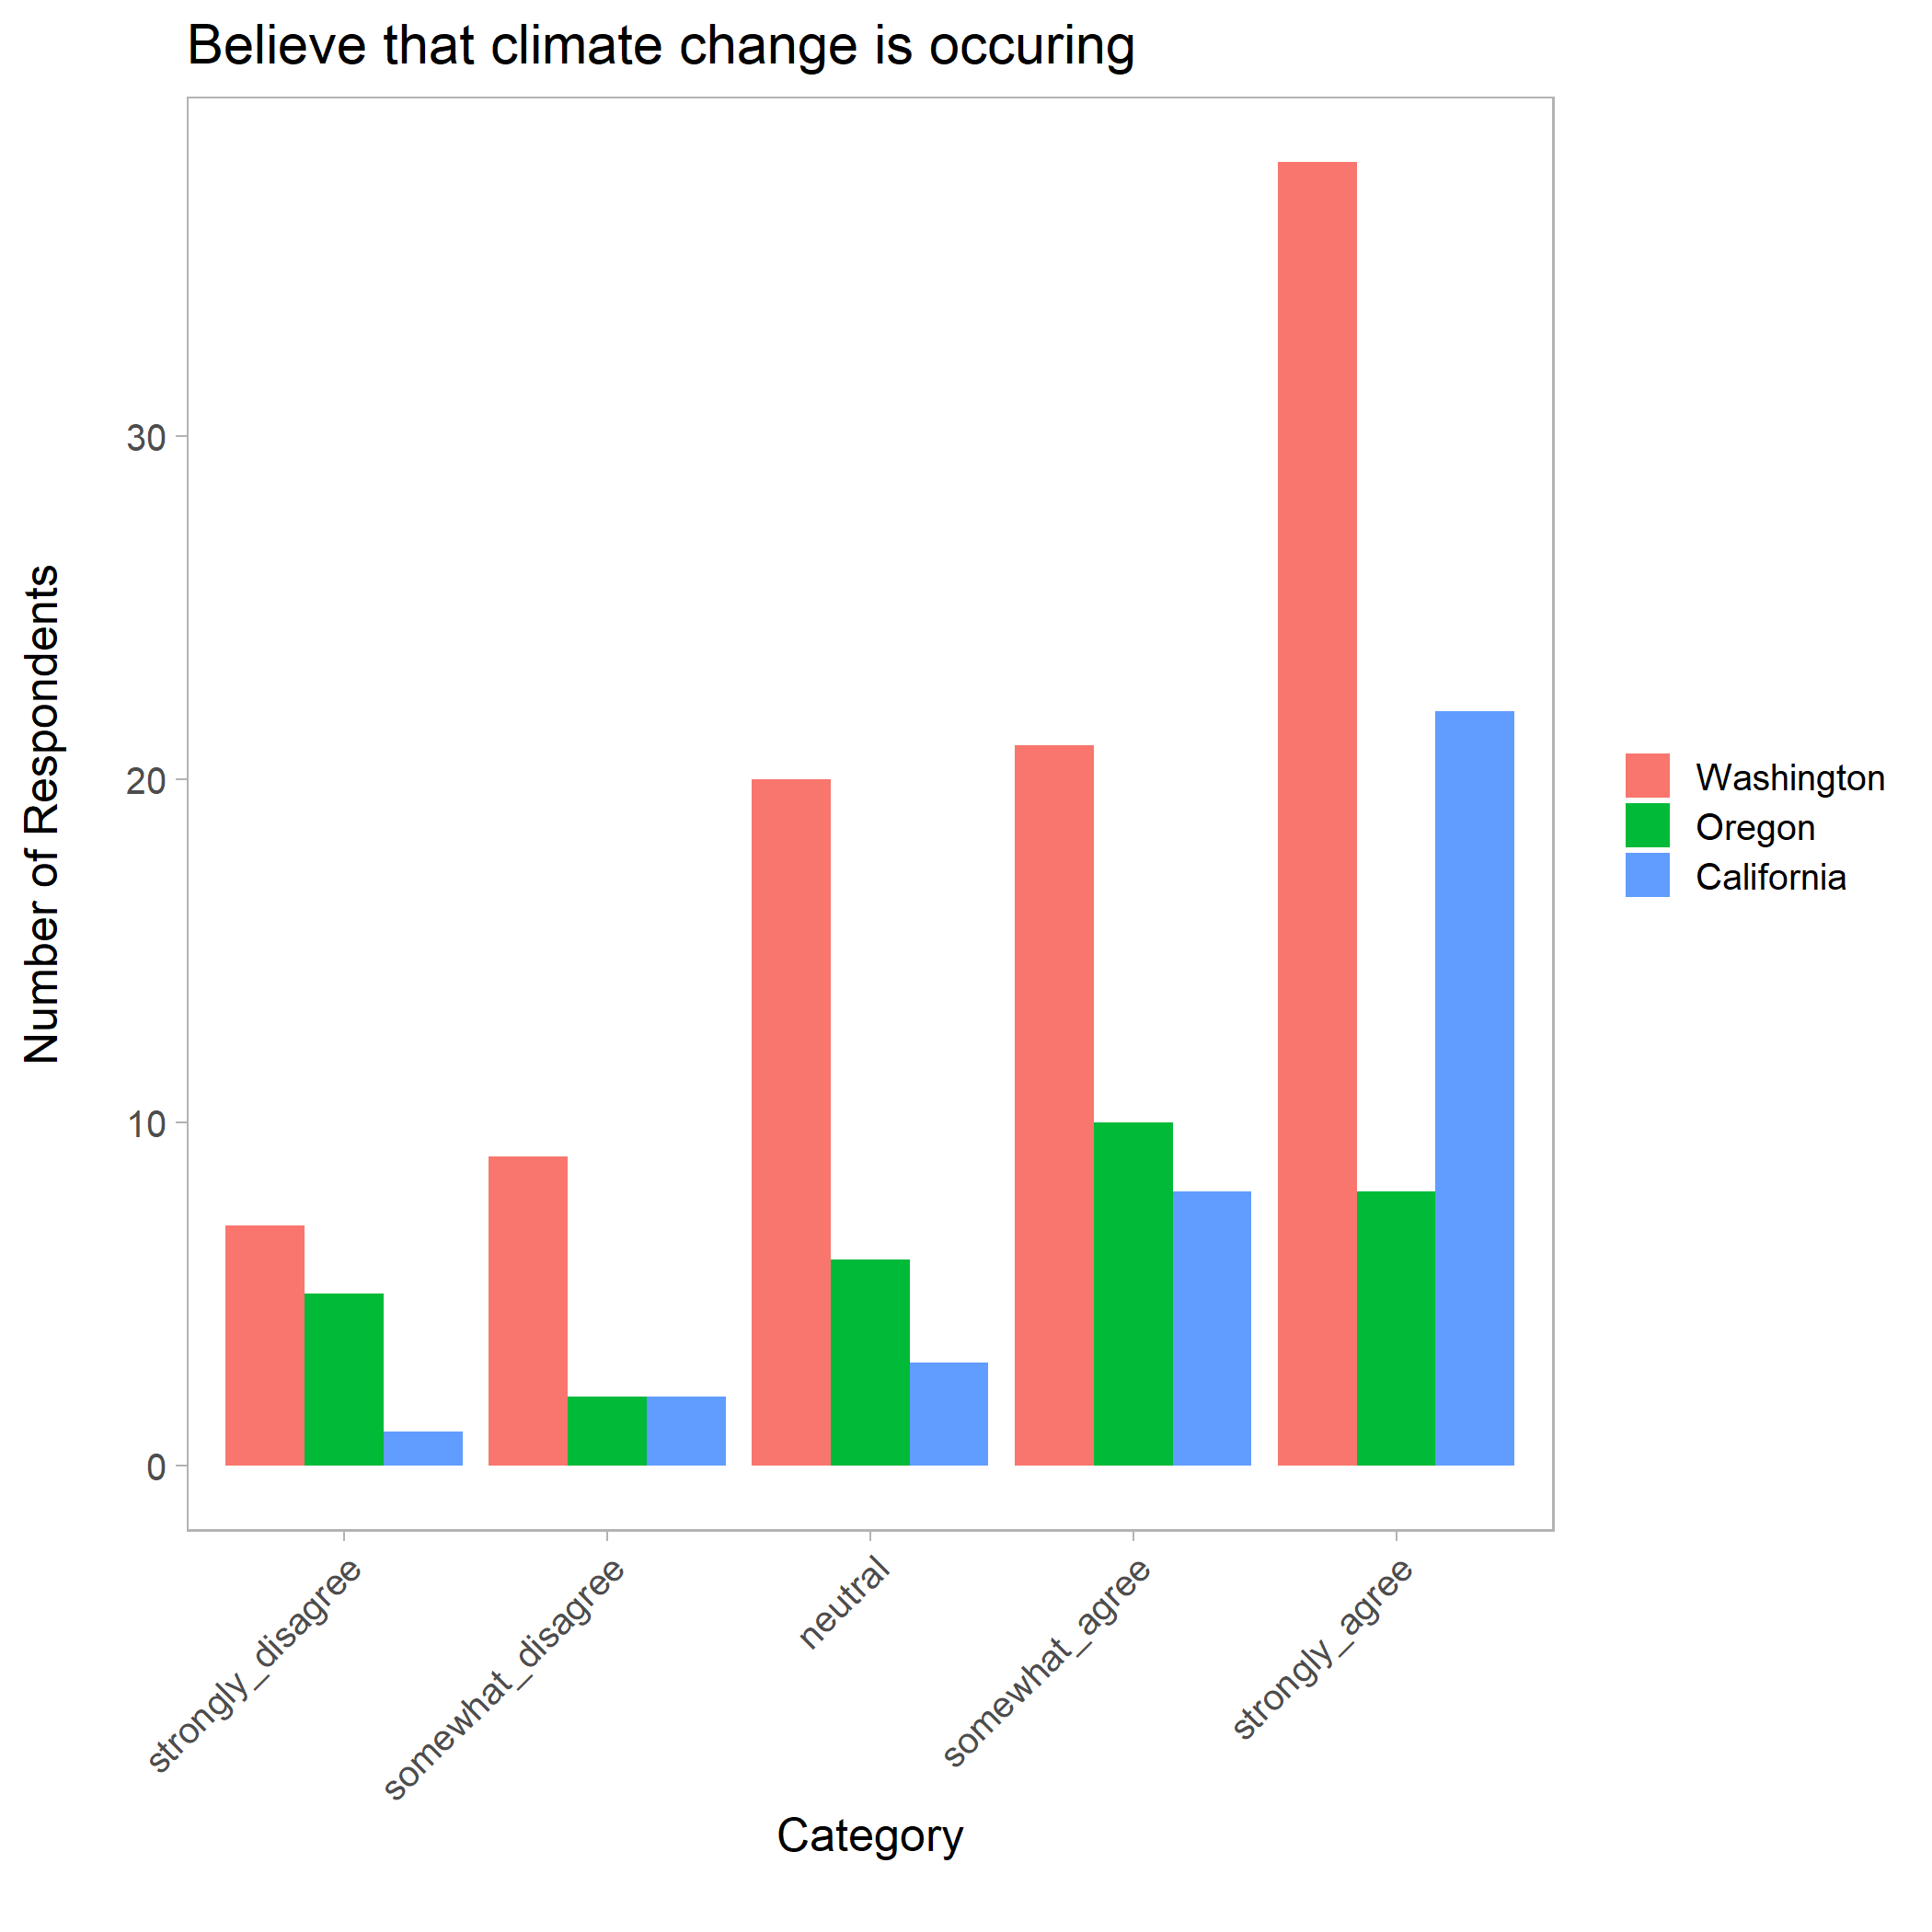 Believe that climate change is occuring
Number of Respondents
30
20
10
0
Washington
Oregon
California
strongly_disagree
somewhat_disagree
neutral
somewhat_agree
strongly_agree
Category